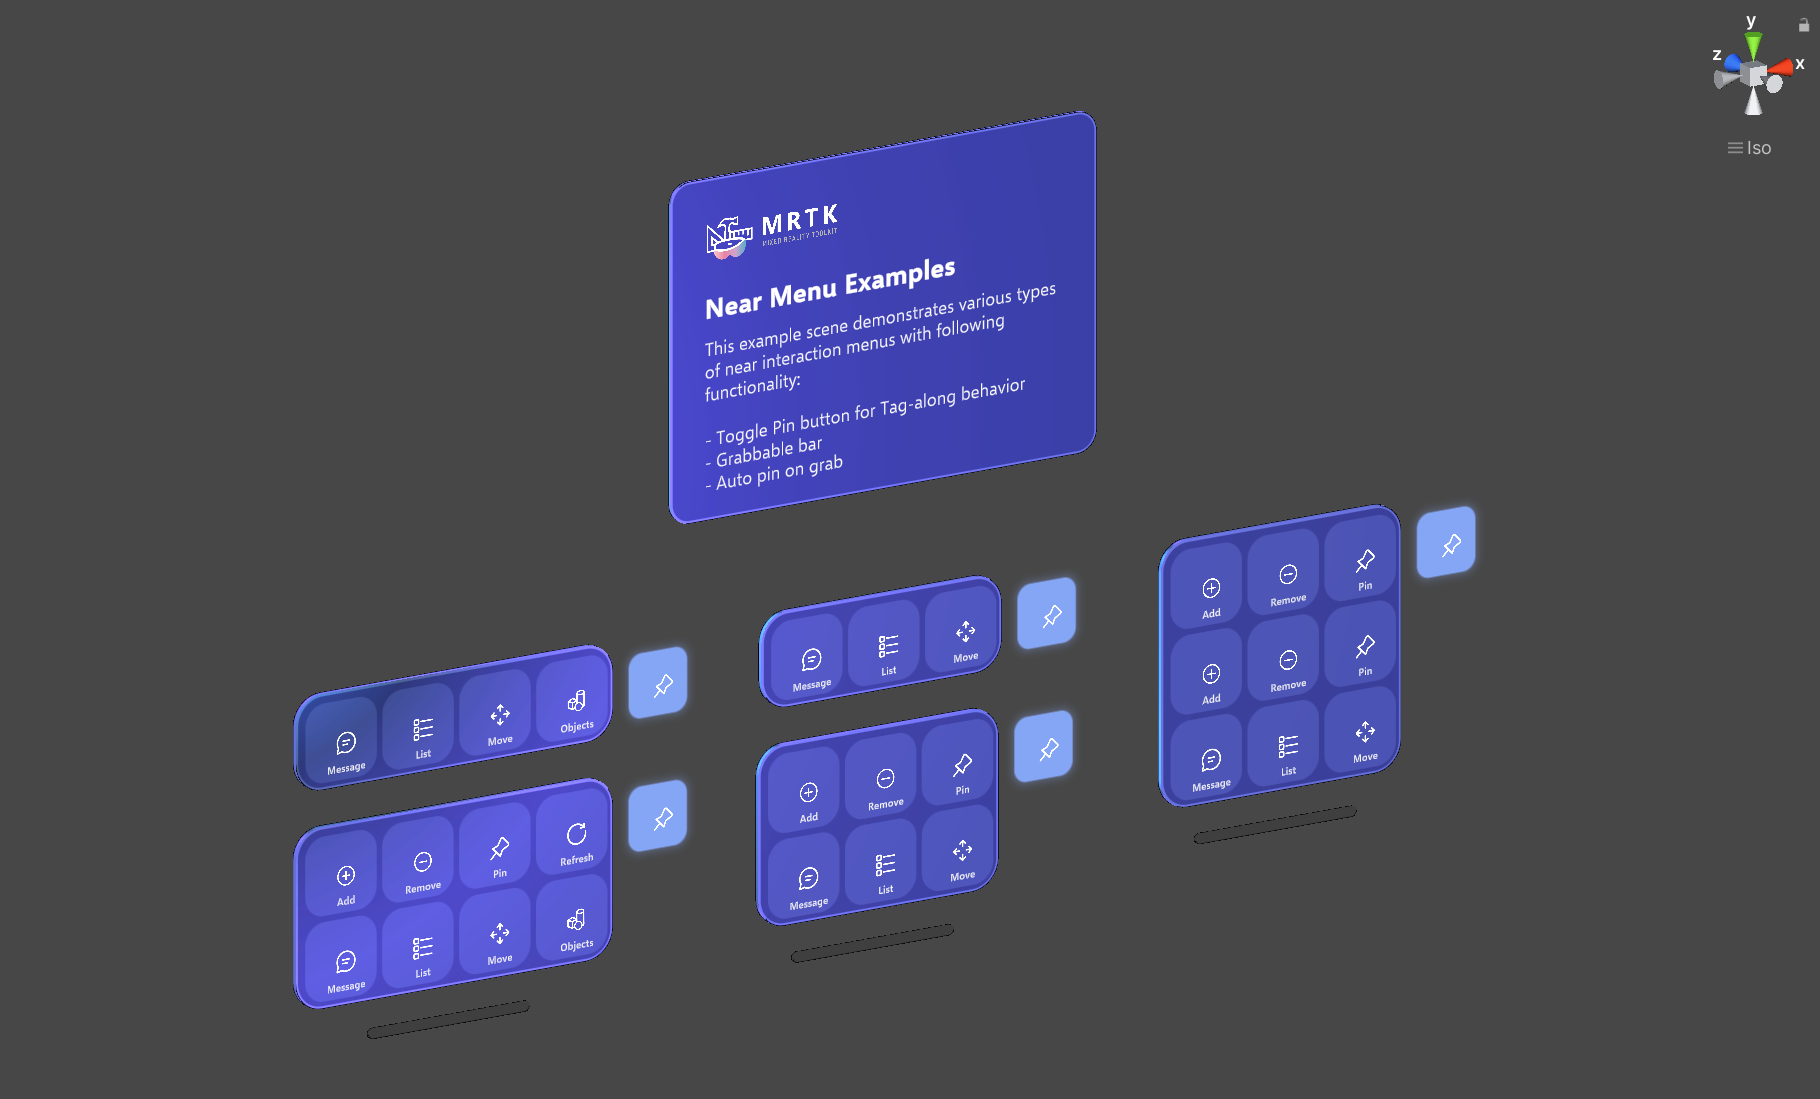 y
z
x
Iso
MRTK
MIXED REALITY TOOLKIT
Near Menu Examples
This example scene demonstrates various types
of near interaction menus with following
functionality:
- Toggle Pin button for Tag-along behavior
- Grabbable bar
- Auto pin on grab
Message List Move Objects
Add Remove Pin Refresh
Message List Move Objects
Message List Move
Add Remove Pin
Message List Move
Add Remove Pin
Add Remove Pin
Message List Move